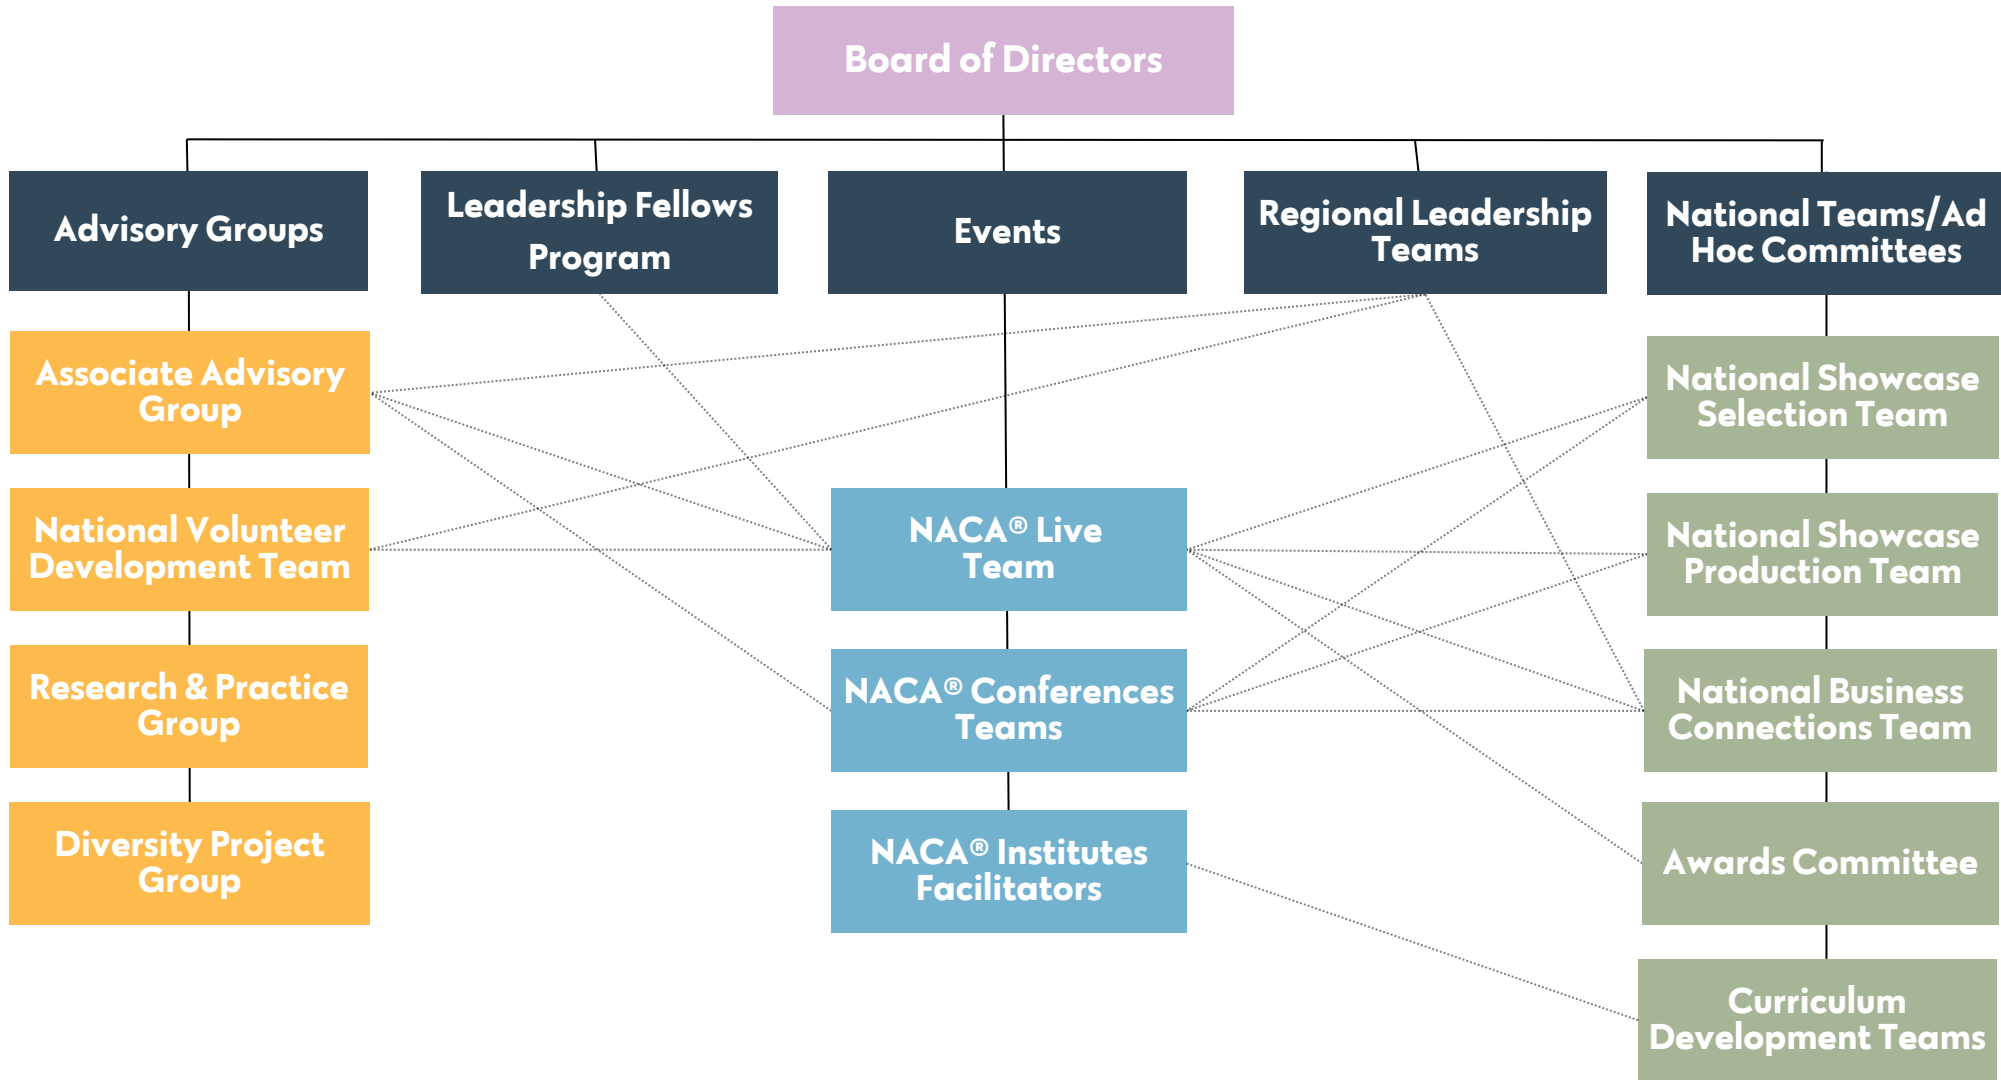 Board of Directors
Advisory Groups
Leadership Fellows
Program
Events
Regional Leadership
Teams
National Teams/Ad
Hoc Committees
Associate Advisory
Group
National Volunteer
Development Team
Research & Practice
Group
Diversity Project
Group
NACA® Live
Team
NACA® Conferences
Teams
NACA® Institutes
Facilitators
National Showcase
Selection Team
National Showcase
Production Team
National Business
Connections Team
Awards Committee
Curriculum
Development Teams